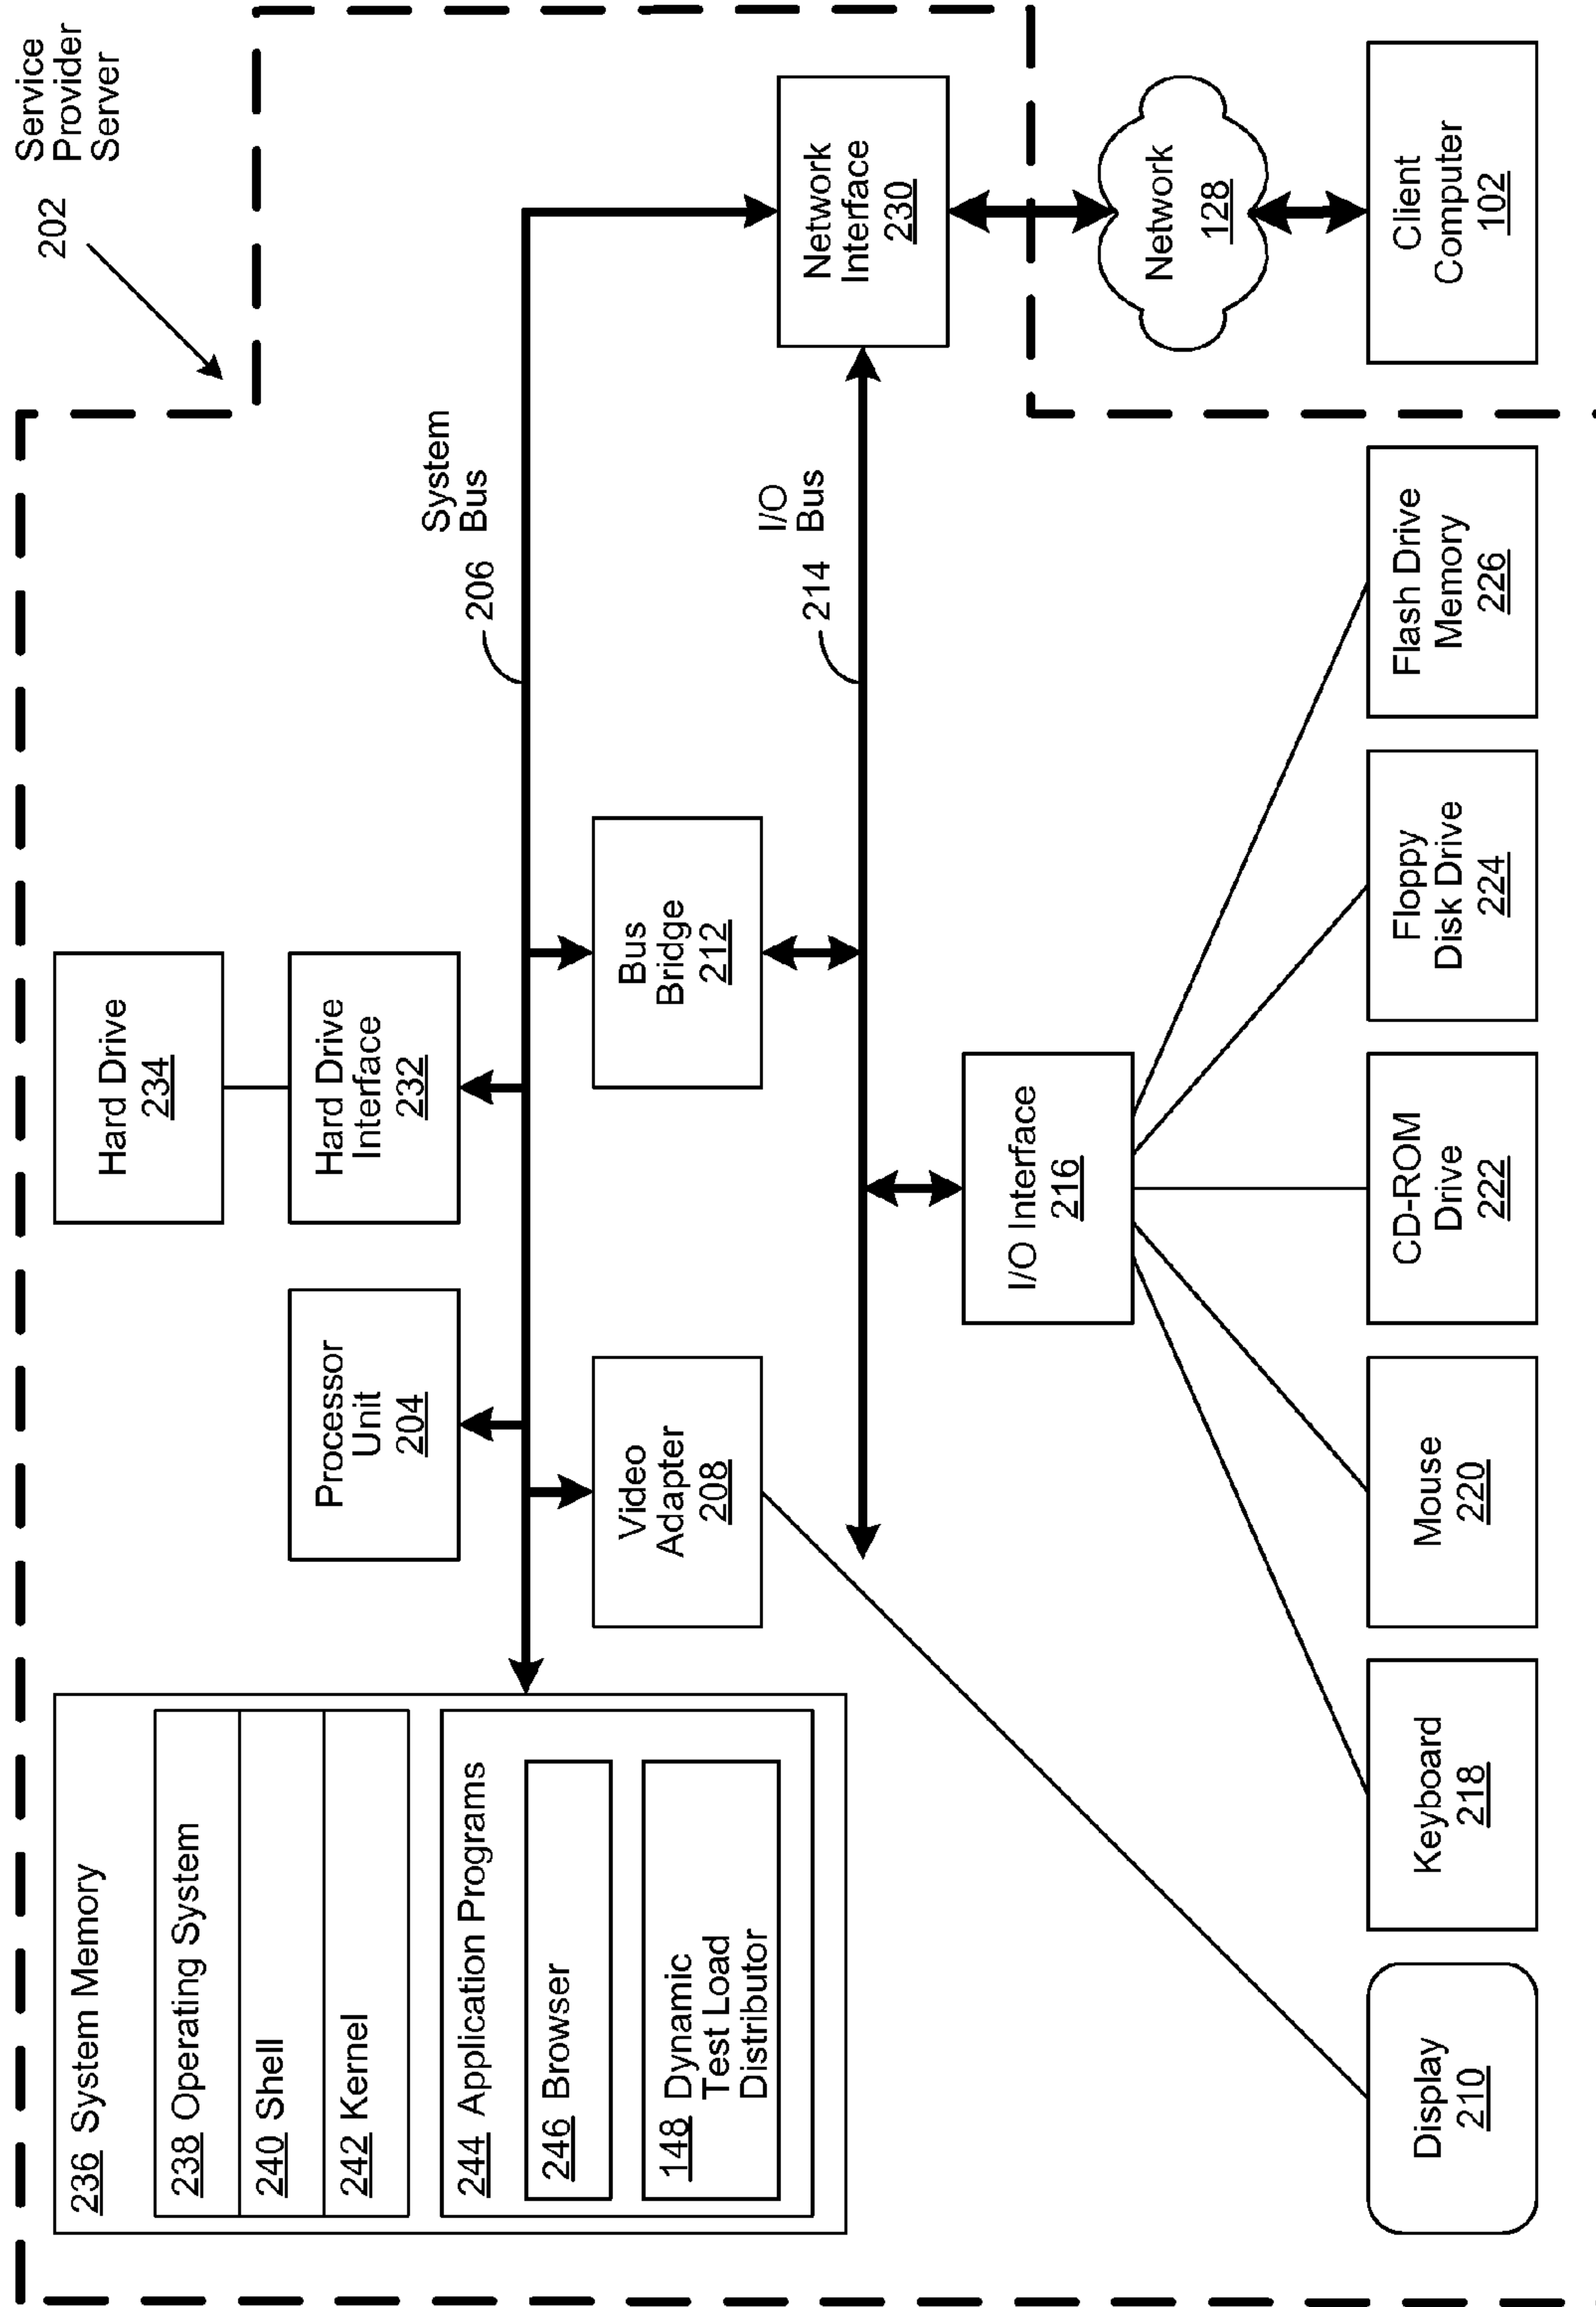 236 System Memory
238 Operating System
240 Shell
242 Kernel
244 Application Programs
246 Browser
148 Dynamic
Test Load
Distributor
Hard Drive
234
Processor
Unit
204
Hard Drive
Interface
232
202
Service
Provider
Server
System
Bus
206
Video
Adapter
208
Bus
Bridge
212
I/O
Bus
214
Network
Interface
230
I/O Interface
216
Network
128
Display
210
Keyboard
218
Mouse
220
CD-ROM
Drive
222
Floppy
Disk Drive
224
Flash Drive
Memory
226
Client
Computer
102